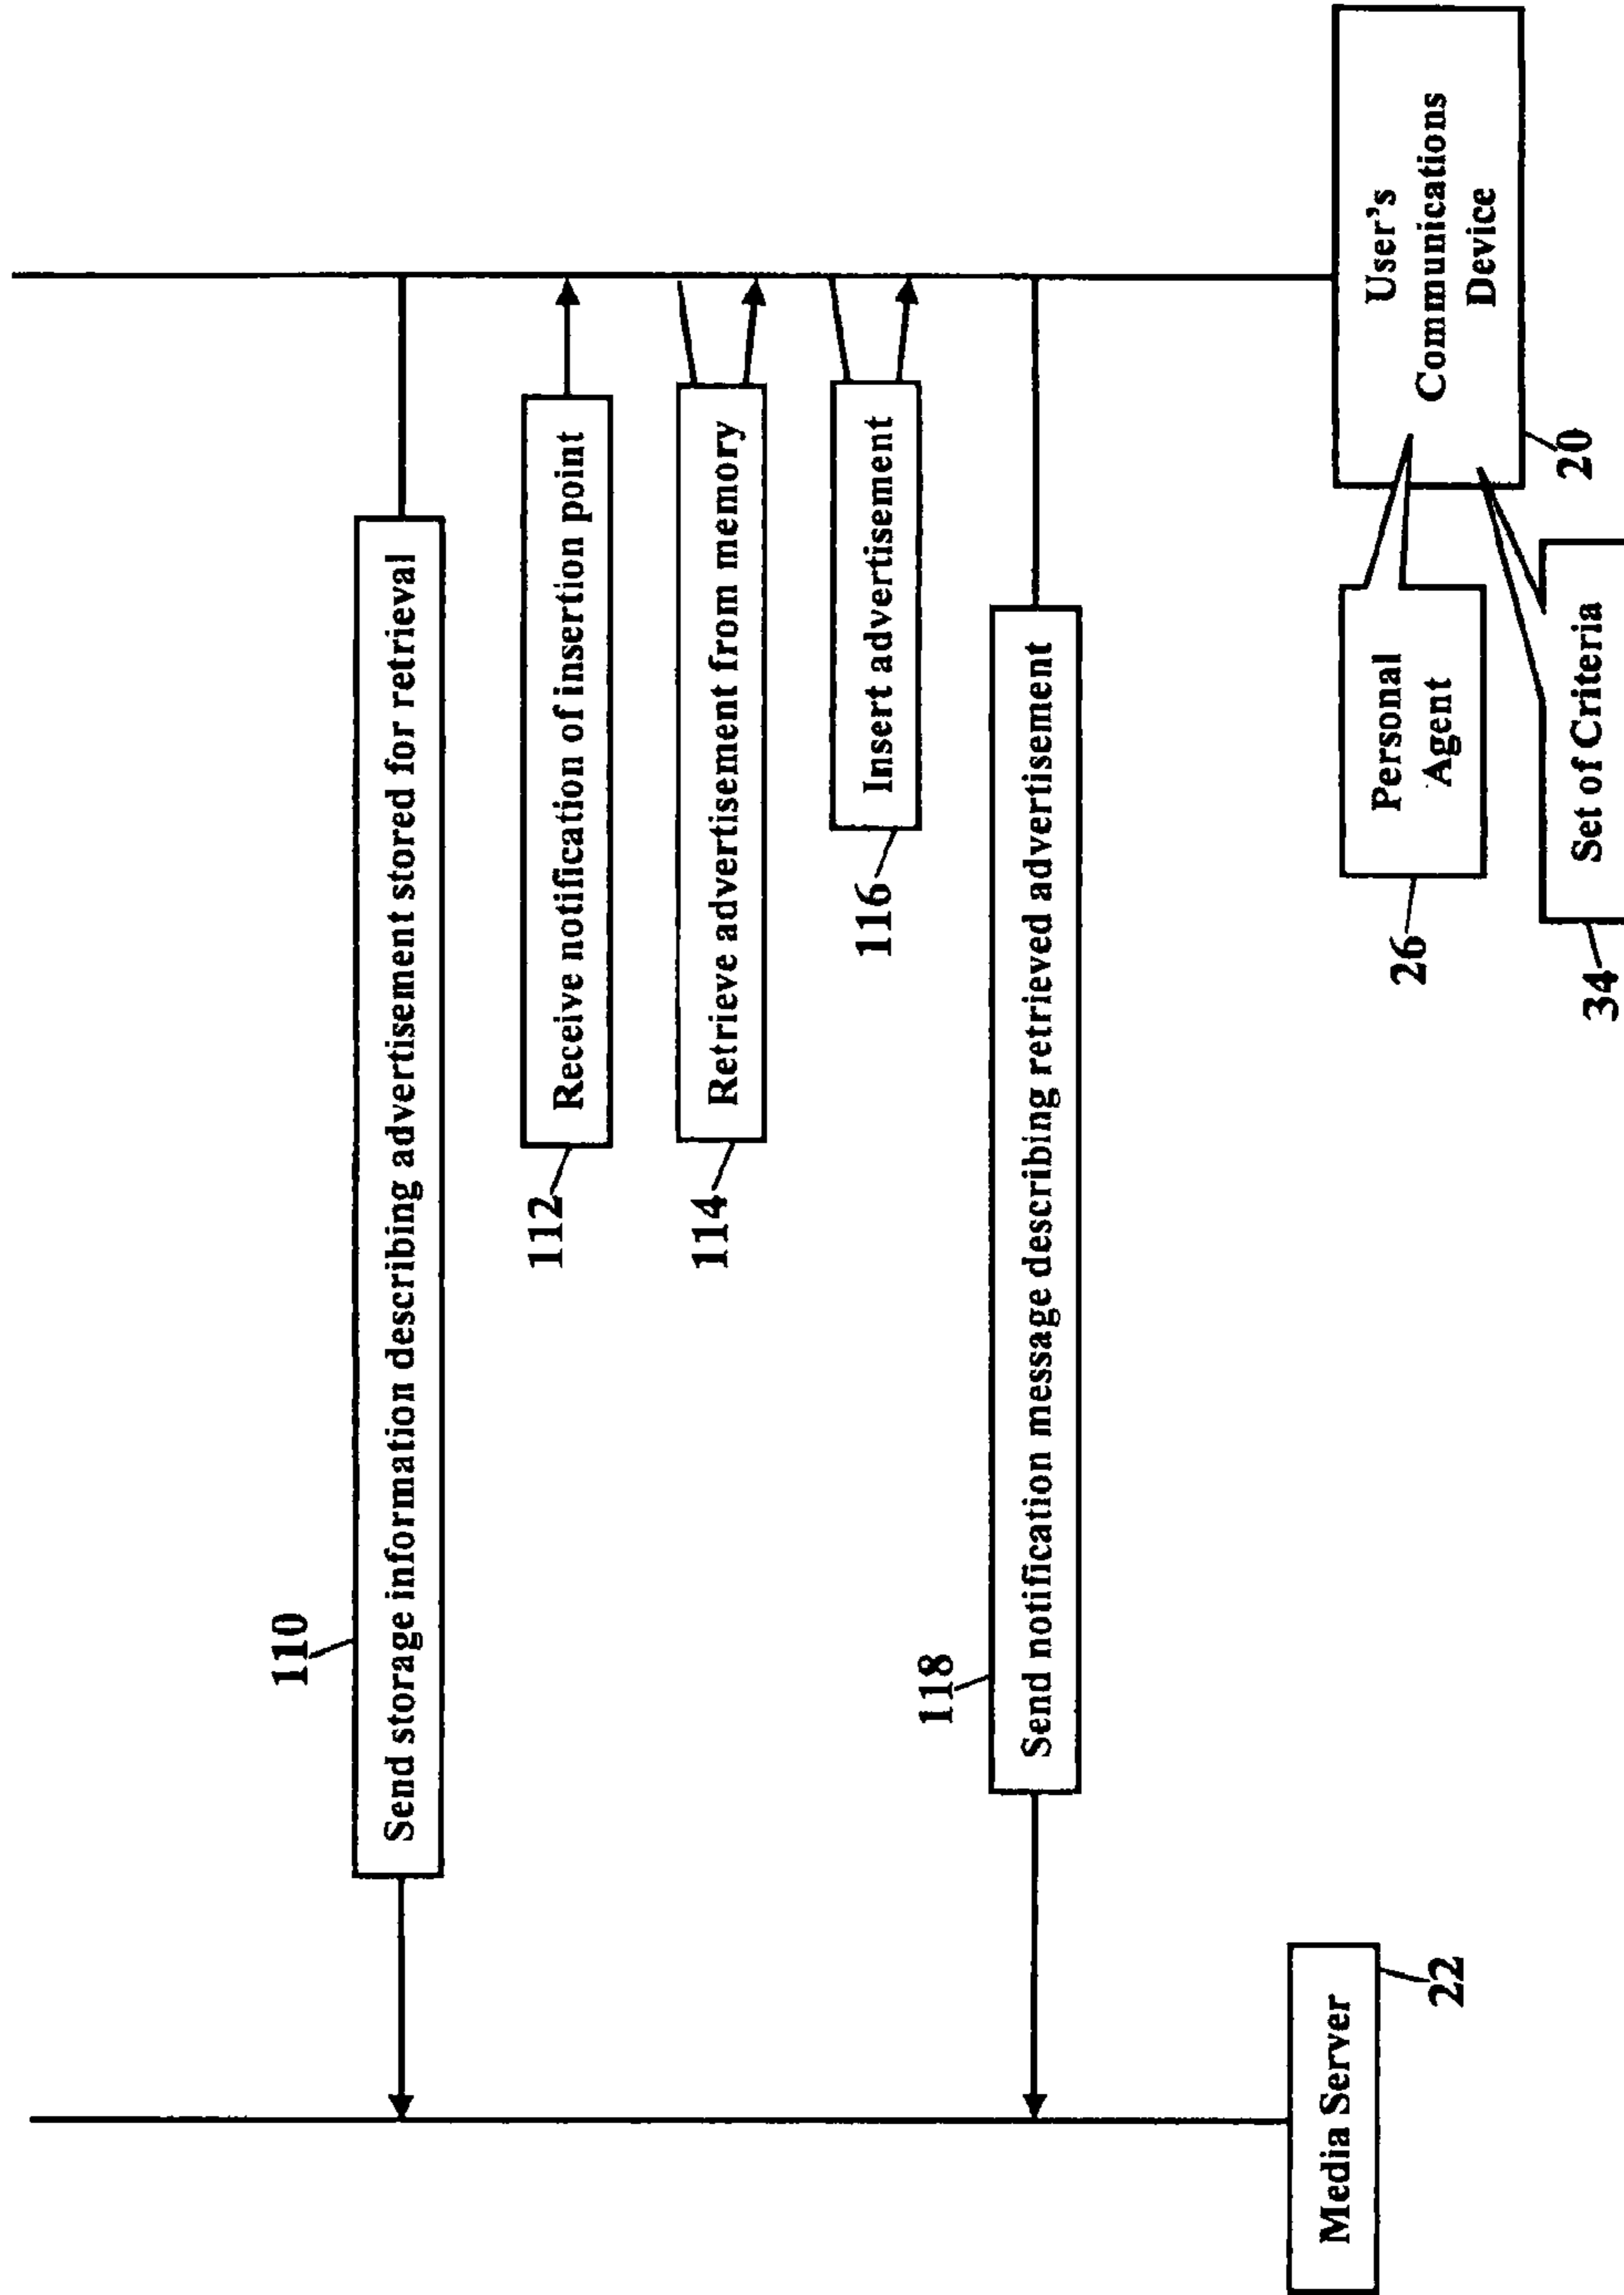 110
Send storage information describing advertisement stored for retrieval
Receive notification of insertion point
112
Retrieve advertisement from memory
114
Insert advertisement
116
118
Send notification message describing retrieved advertisement
Media Server
22
User's
Communications
Device
20
Personal
Agent
26
Set of Criteria
34